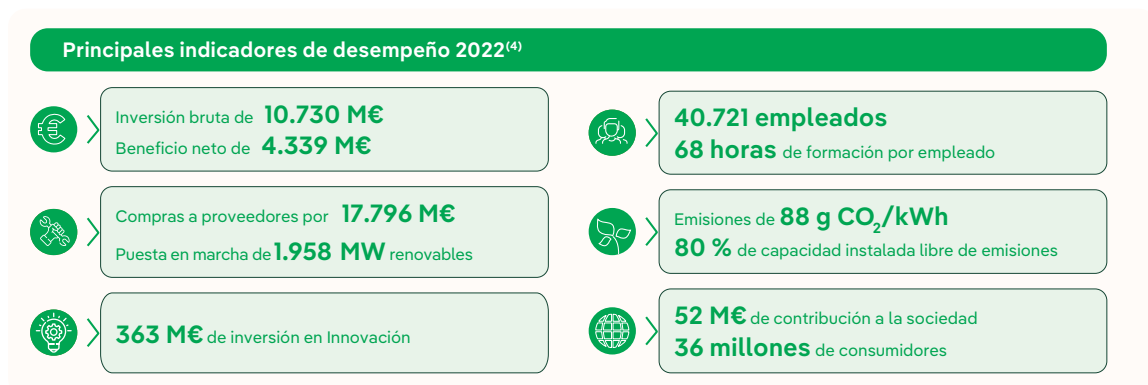 Principales indicadores de desempeño 2022(4)
Inversión bruta de 10.730 M€
Beneficio neto de 4.339 M€
Compras a proveedores por 17.796 M€
Puesta en marcha de 1.958 MW renovables
363 M€ de inversión en Innovación
40.721 empleados
68 horas de formación por empleado
Emisiones de 88 g CO₂/kWh
80 % de capacidad instalada libre de emisiones
52 M€ de contribución a la sociedad
36 millones de consumidores